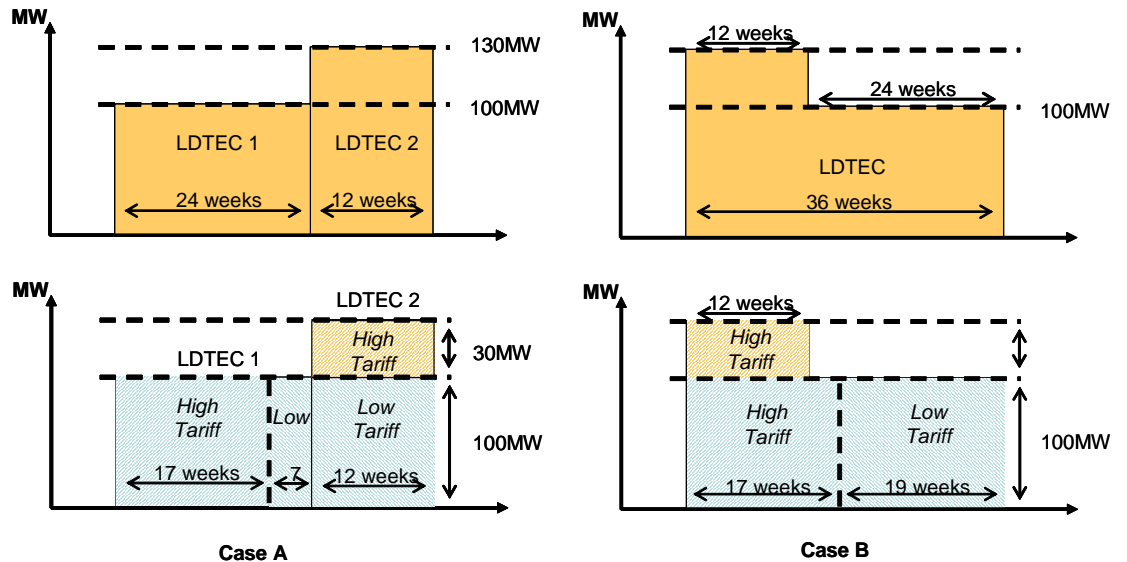 MW
130MW
100MW
LDTEC 1
LDTEC 2
24 weeks
12 weeks
MW
12 weeks
24 weeks
100MW
LDTEC
36 weeks
MW
LDTEC 2
High
Tariff
30MW
LDTEC 1
High
Tariff
Low
Low
Tariff
100MW
17 weeks
7
12 weeks
Case A
MW
12 weeks
High
Tariff
High
Tariff
Low
Tariff
100MW
17 weeks
19 weeks
Case B